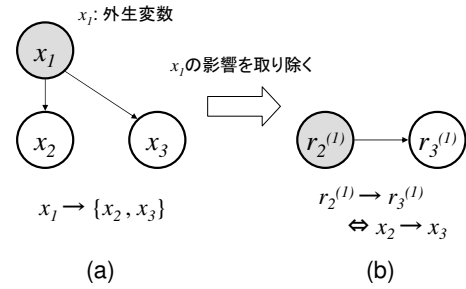 x₁: 外生変数
x₁
x₂
x₃
x₁ → {x₂ , x₃}
(a)
x₁の影響を取り除く
r₂⁽¹⁾
r₃⁽¹⁾
r₂⁽¹⁾ → r₃⁽¹⁾
⇔ x₂ → x₃
(b)